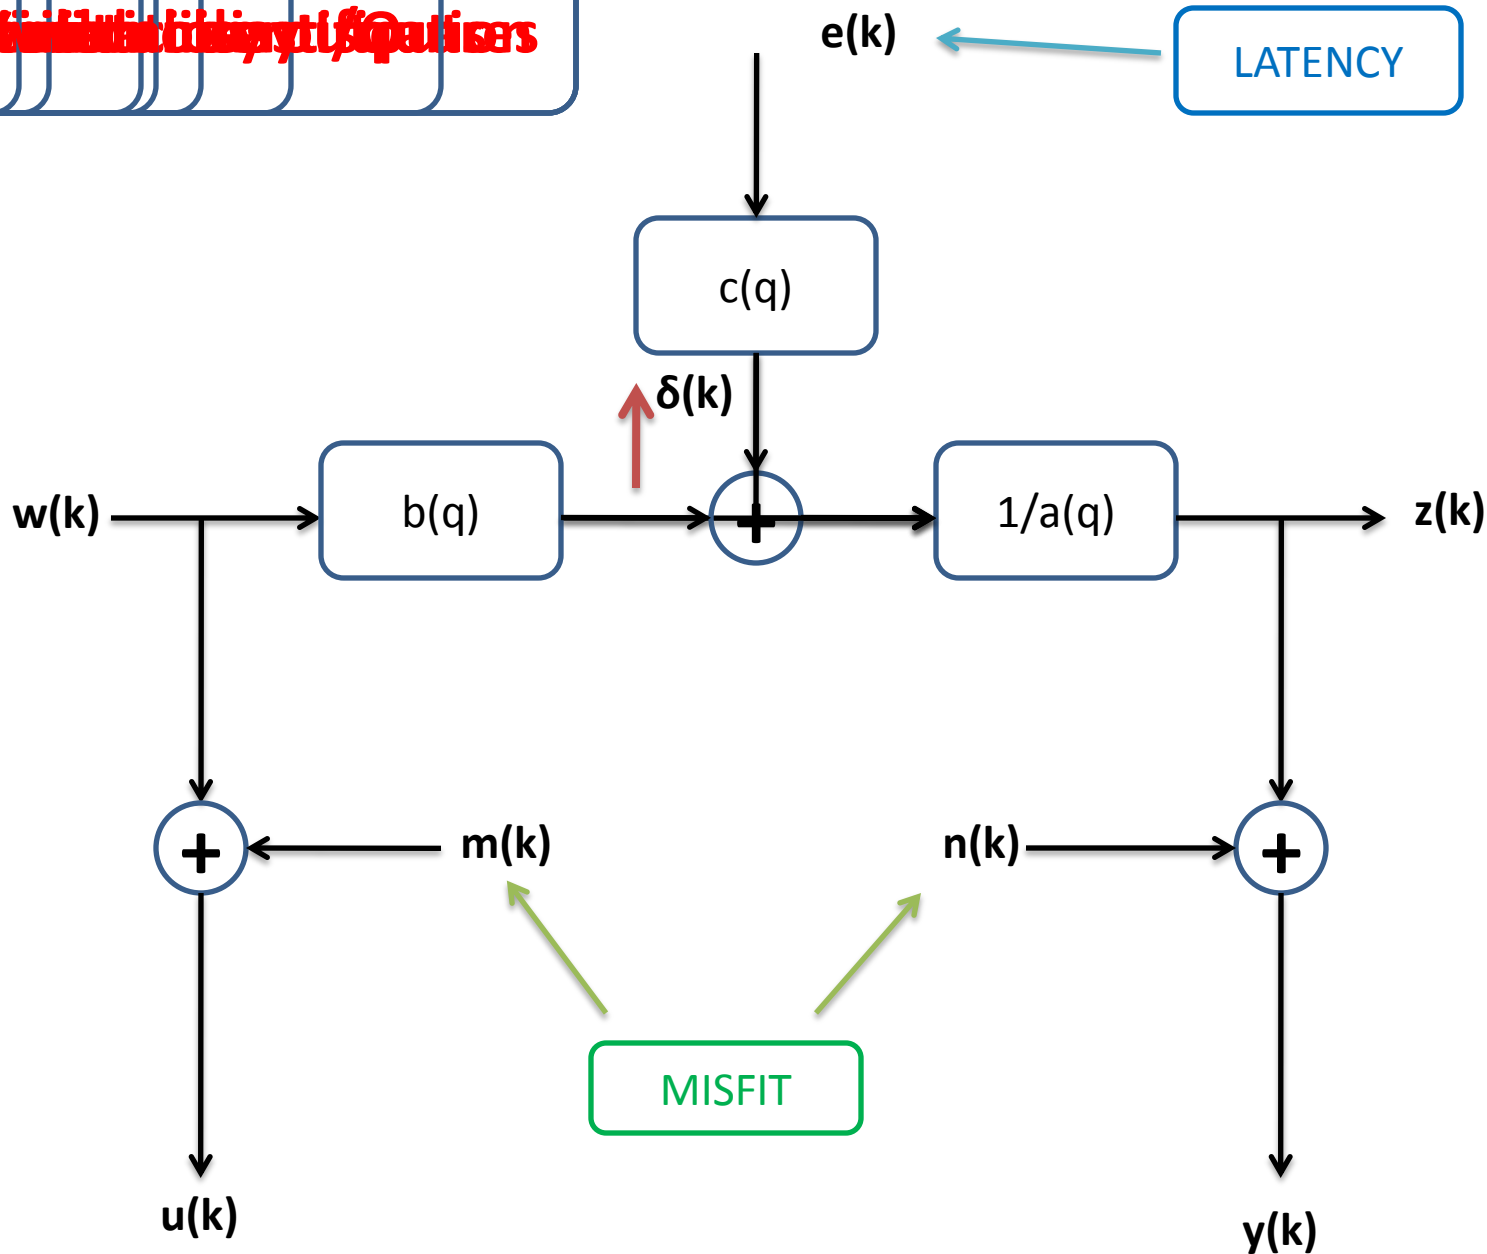 e(k)
LATENCY
c(q)
δ(k)
w(k)
b(q)
+
1/a(q)
z(k)
+
m(k)
n(k)
+
MISFIT
u(k)
y(k)